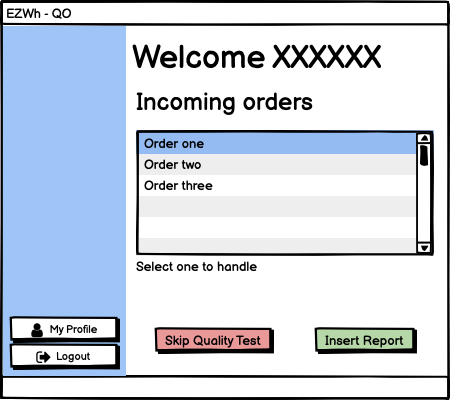 EZWh - QO
Welcome XXXXXX
Incoming orders
Order one
Order two
Order three
Select one to handle
My Profile
Logout
Skip Quality Test
Insert Report